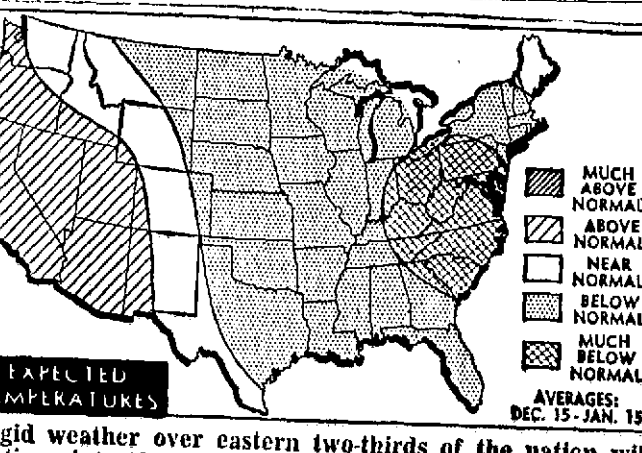 MUCH
ABOVE
NORMAL
ABOVE
NORMAL
NEAR
NORMAL
BELOW
NORMAL
MUCH
BELOW
NORMAL
EXPECTED
MPERATURES
AVERAGES:
DEC. 15 - JAN. 15
gid weather over eastern two-thirds of the nation